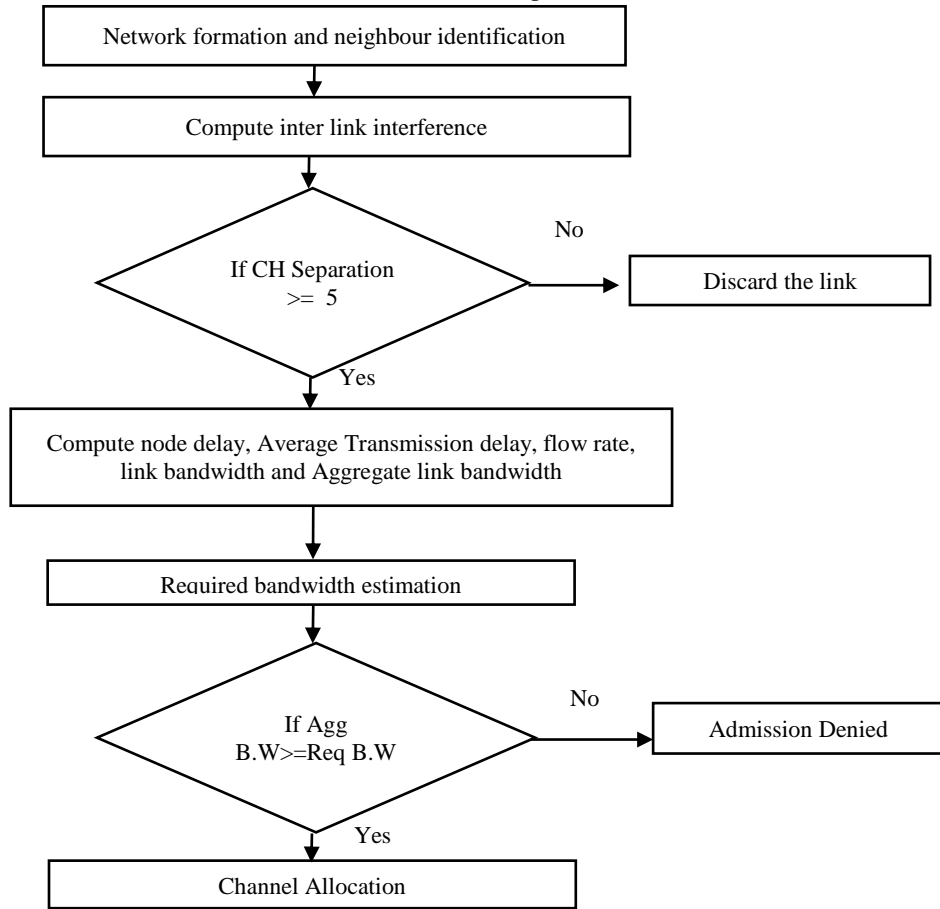 Network formation and neighbour identification
Compute inter link interference
No
If CH Separation
>= 5
Discard the link
Yes
Compute node delay, Average Transmission delay, flow rate,
link bandwidth and Aggregate link bandwidth
Required bandwidth estimation
No
If Agg
B.W>=Req B.W
Admission Denied
Yes
Channel Allocation